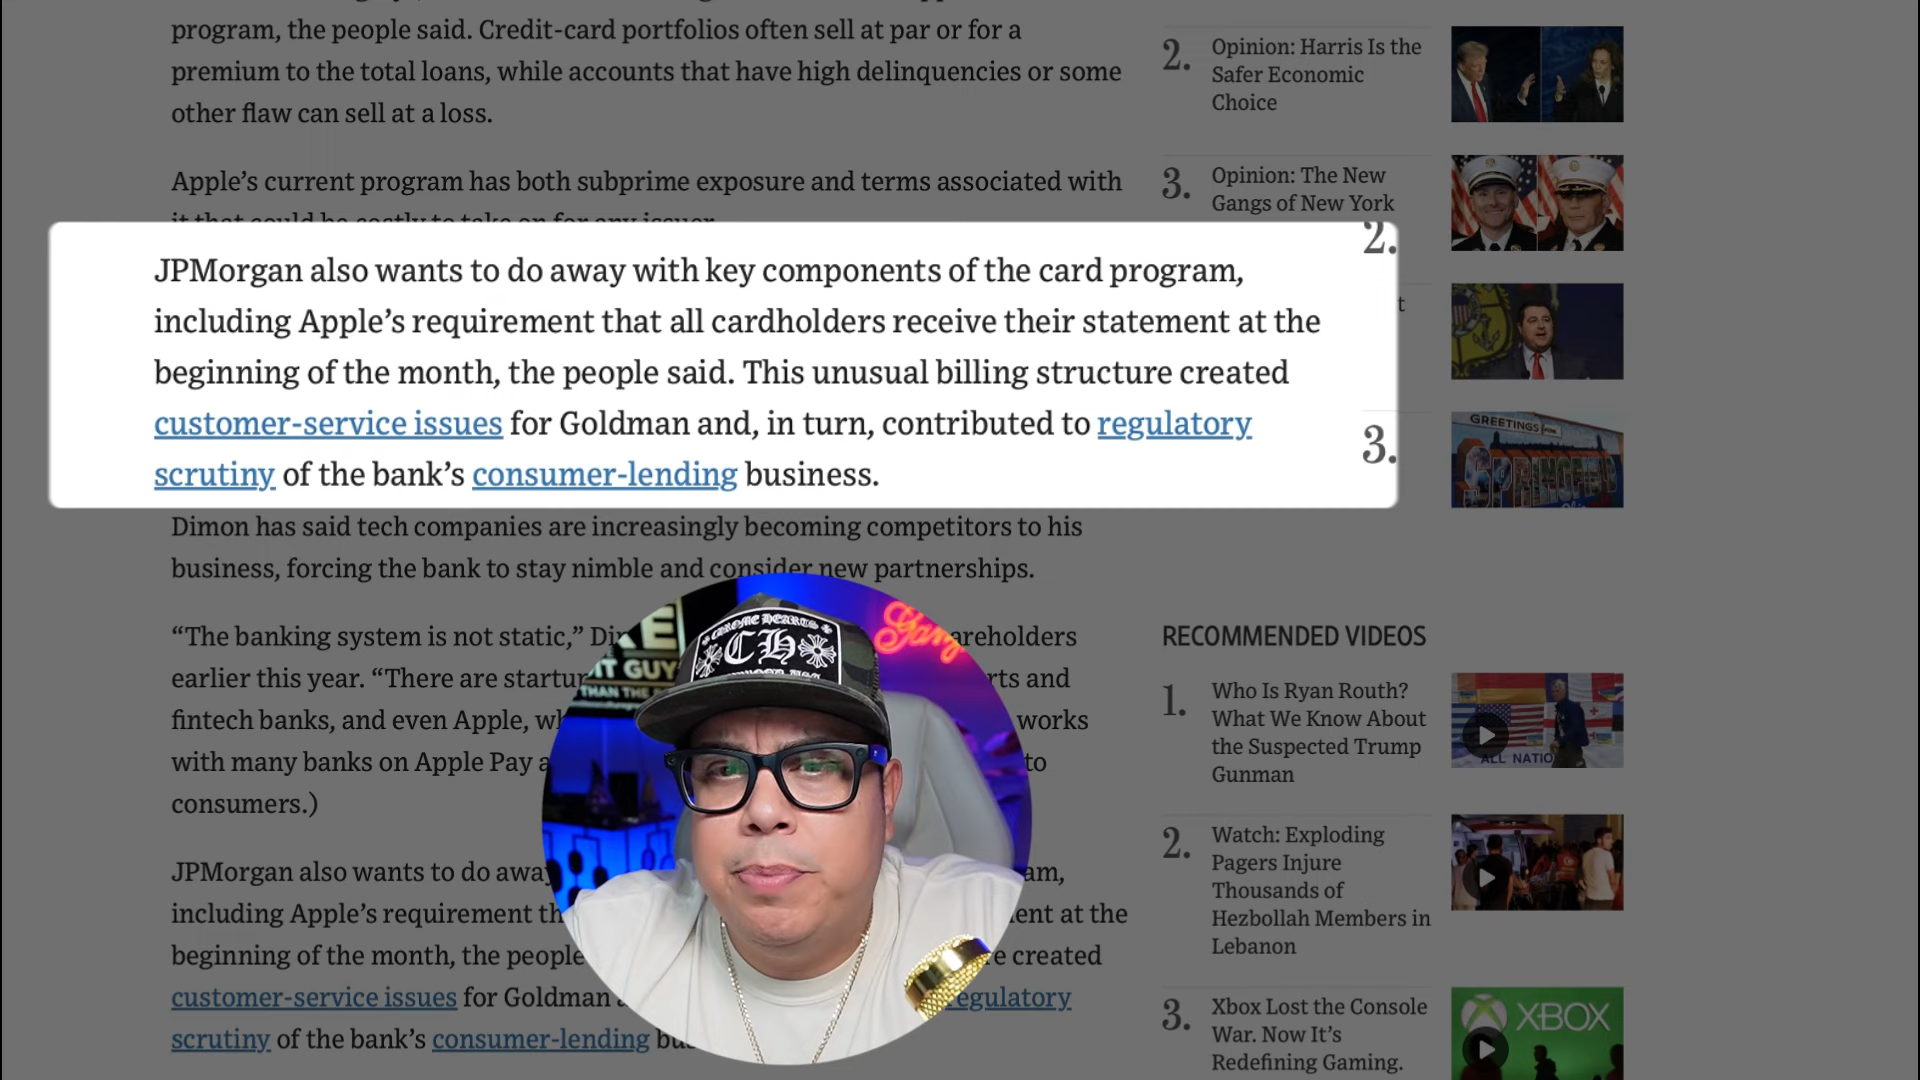 program, the people said. Credit-card portfolios often sell at par or for a
premium to the total loans, while accounts that have high delinquencies or some
other flaw can sell at a loss.
Apple’s current program has both subprime exposure and terms associated with
it that could be costly to take on for any issuer.
JPMorgan also wants to do away with key components of the card program,
including Apple’s requirement that all cardholders receive their statement at the
beginning of the month, the people said. This unusual billing structure created
customer-service issues for Goldman and, in turn, contributed to regulatory
scrutiny of the bank’s consumer-lending business.
2.
t
3.
Dimon has said tech companies are increasingly becoming competitors to his
business, forcing the bank to stay nimble and consider new partnerships.
“The banking system is not static,” Di areholders
earlier this year. “There are startu rts and
fintech banks, and even Apple, wh works
with many banks on Apple Pay a to
consumers.)
JPMorgan also wants to do away am,
including Apple’s requirement th ent at the
beginning of the month, the people e created
customer-service issues for Goldman regulatory
scrutiny of the bank’s consumer-lending bus
E
IT GUY
THAN THE
CHROME HEARTS
CH
Gang
2. Opinion: Harris Is the
Safer Economic
Choice
3. Opinion: The New
Gangs of New York
GREETINGS FROM
SPRINGFIELD
RECOMMENDED VIDEOS
1. Who Is Ryan Routh?
What We Know About
the Suspected Trump
Gunman
ALL NATIO
2. Watch: Exploding
Pagers Injure
Thousands of
Hezbollah Members in
Lebanon
3. Xbox Lost the Console
War. Now It’s
Redefining Gaming.
XBOX